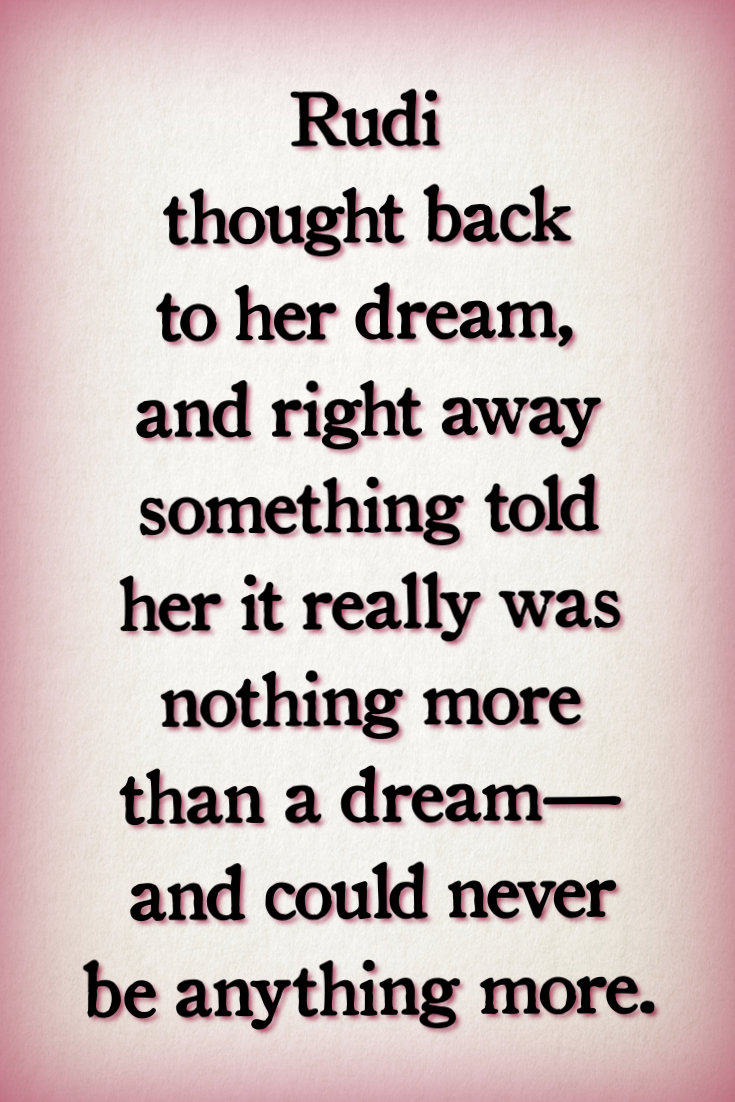 Rudi
thought back
to her dream,
and right away
something told
her it really was
nothing more
than a dream—
and could never
be anything more.